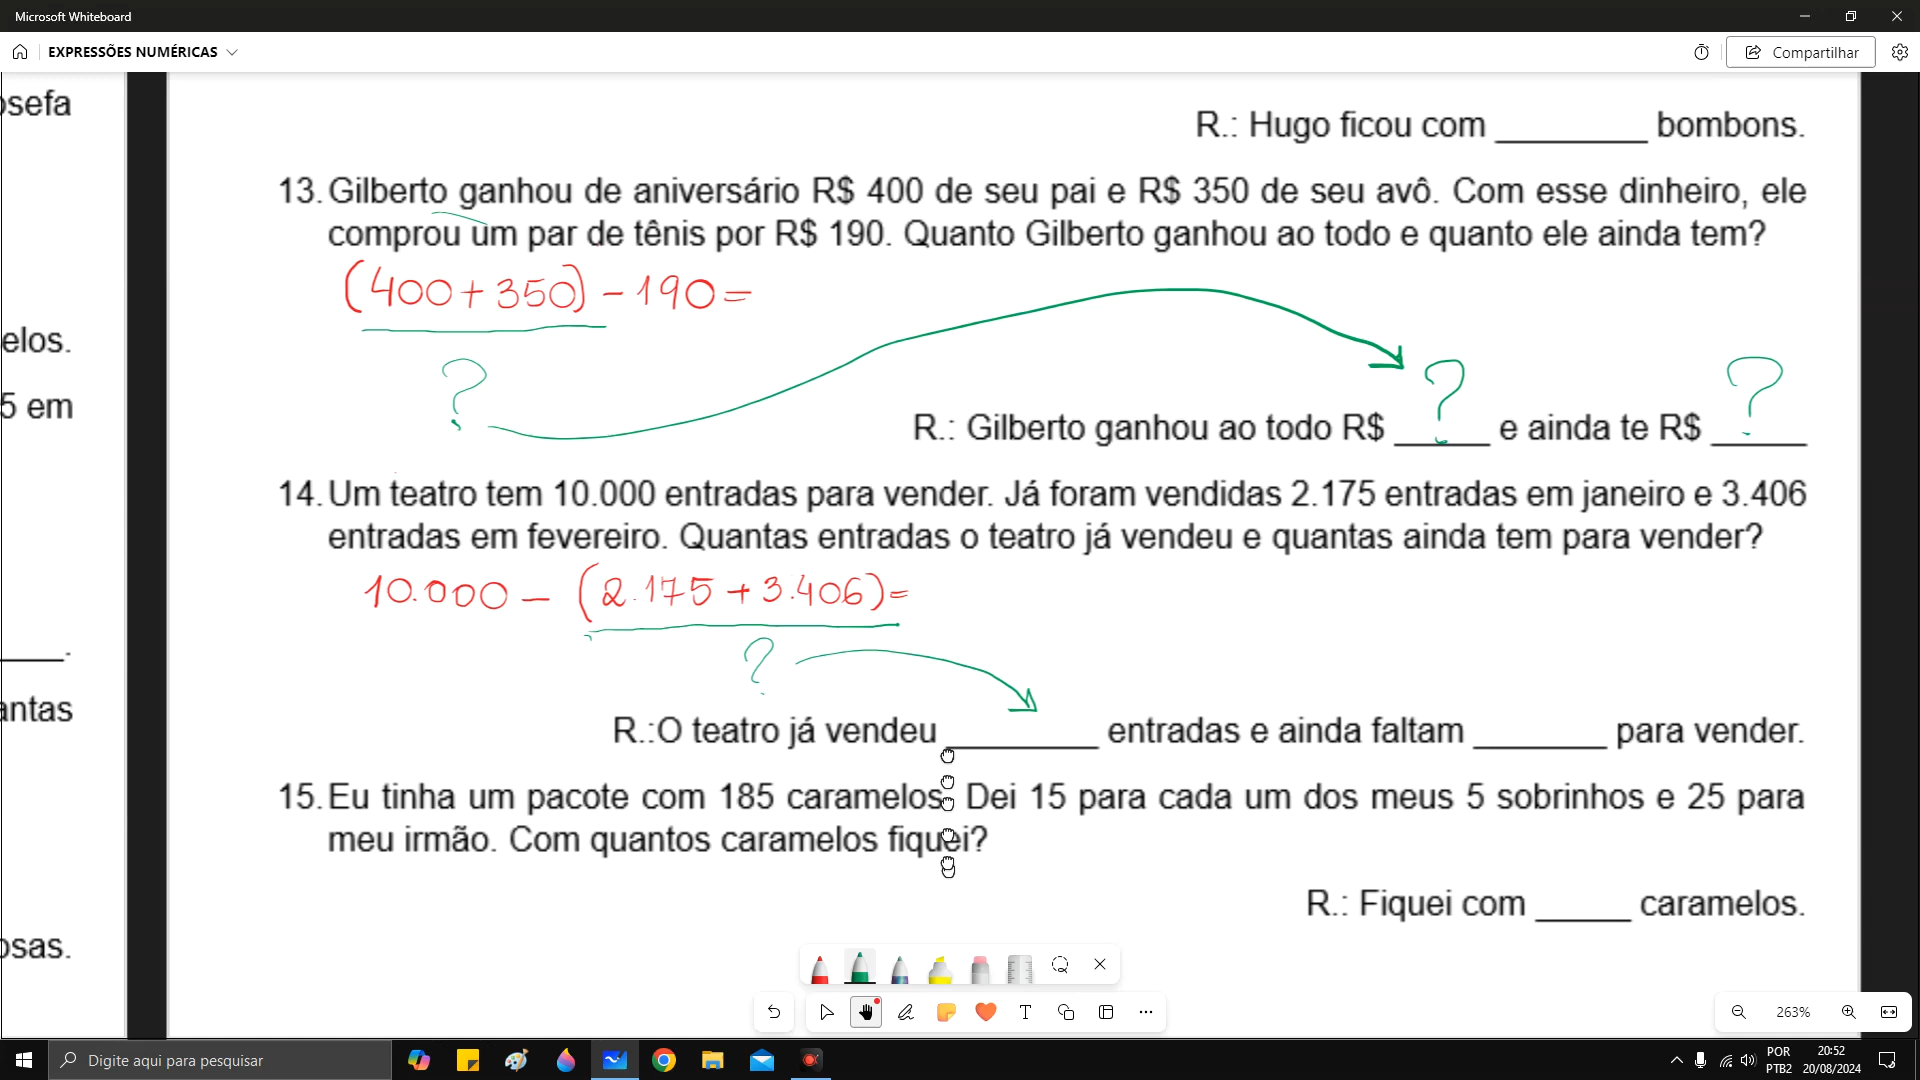 Microsoft Whiteboard
EXPRESSÕES NUMÉRICAS
Compartilhar
osefa
elos.
5 em
_____.
antas
osas.
R.: Hugo ficou com ________ bombons.
13. Gilberto ganhou de aniversário R$ 400 de seu pai e R$ 350 de seu avô. Com esse dinheiro, ele
comprou um par de tênis por R$ 190. Quanto Gilberto ganhou ao todo e quanto ele ainda tem?
(400+350) - 190 =
? ? ?
R.: Gilberto ganhou ao todo R$ _____ e ainda te R$ _____
14. Um teatro tem 10.000 entradas para vender. Já foram vendidas 2.175 entradas em janeiro e 3.406
entradas em fevereiro. Quantas entradas o teatro já vendeu e quantas ainda tem para vender?
10.000 - (2.175 + 3.406) =
?
R.:O teatro já vendeu ________ entradas e ainda faltam _______ para vender.
15. Eu tinha um pacote com 185 caramelos. Dei 15 para cada um dos meus 5 sobrinhos e 25 para
meu irmão. Com quantos caramelos fiquei?
R.: Fiquei com _____ caramelos.
263%
Digite aqui para pesquisar
POR
PTB2
20:52
20/08/2024